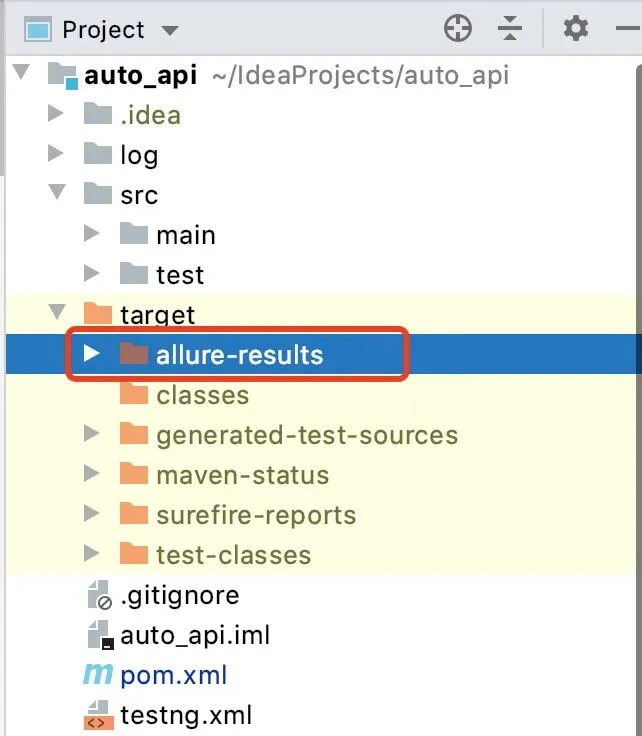 Project
auto_api ~/IdeaProjects/auto_api
.idea
log
src
main
test
target
allure-results
classes
generated-test-sources
maven-status
surefire-reports
test-classes
.gitignore
auto_api.iml
m pom.xml
testng.xml